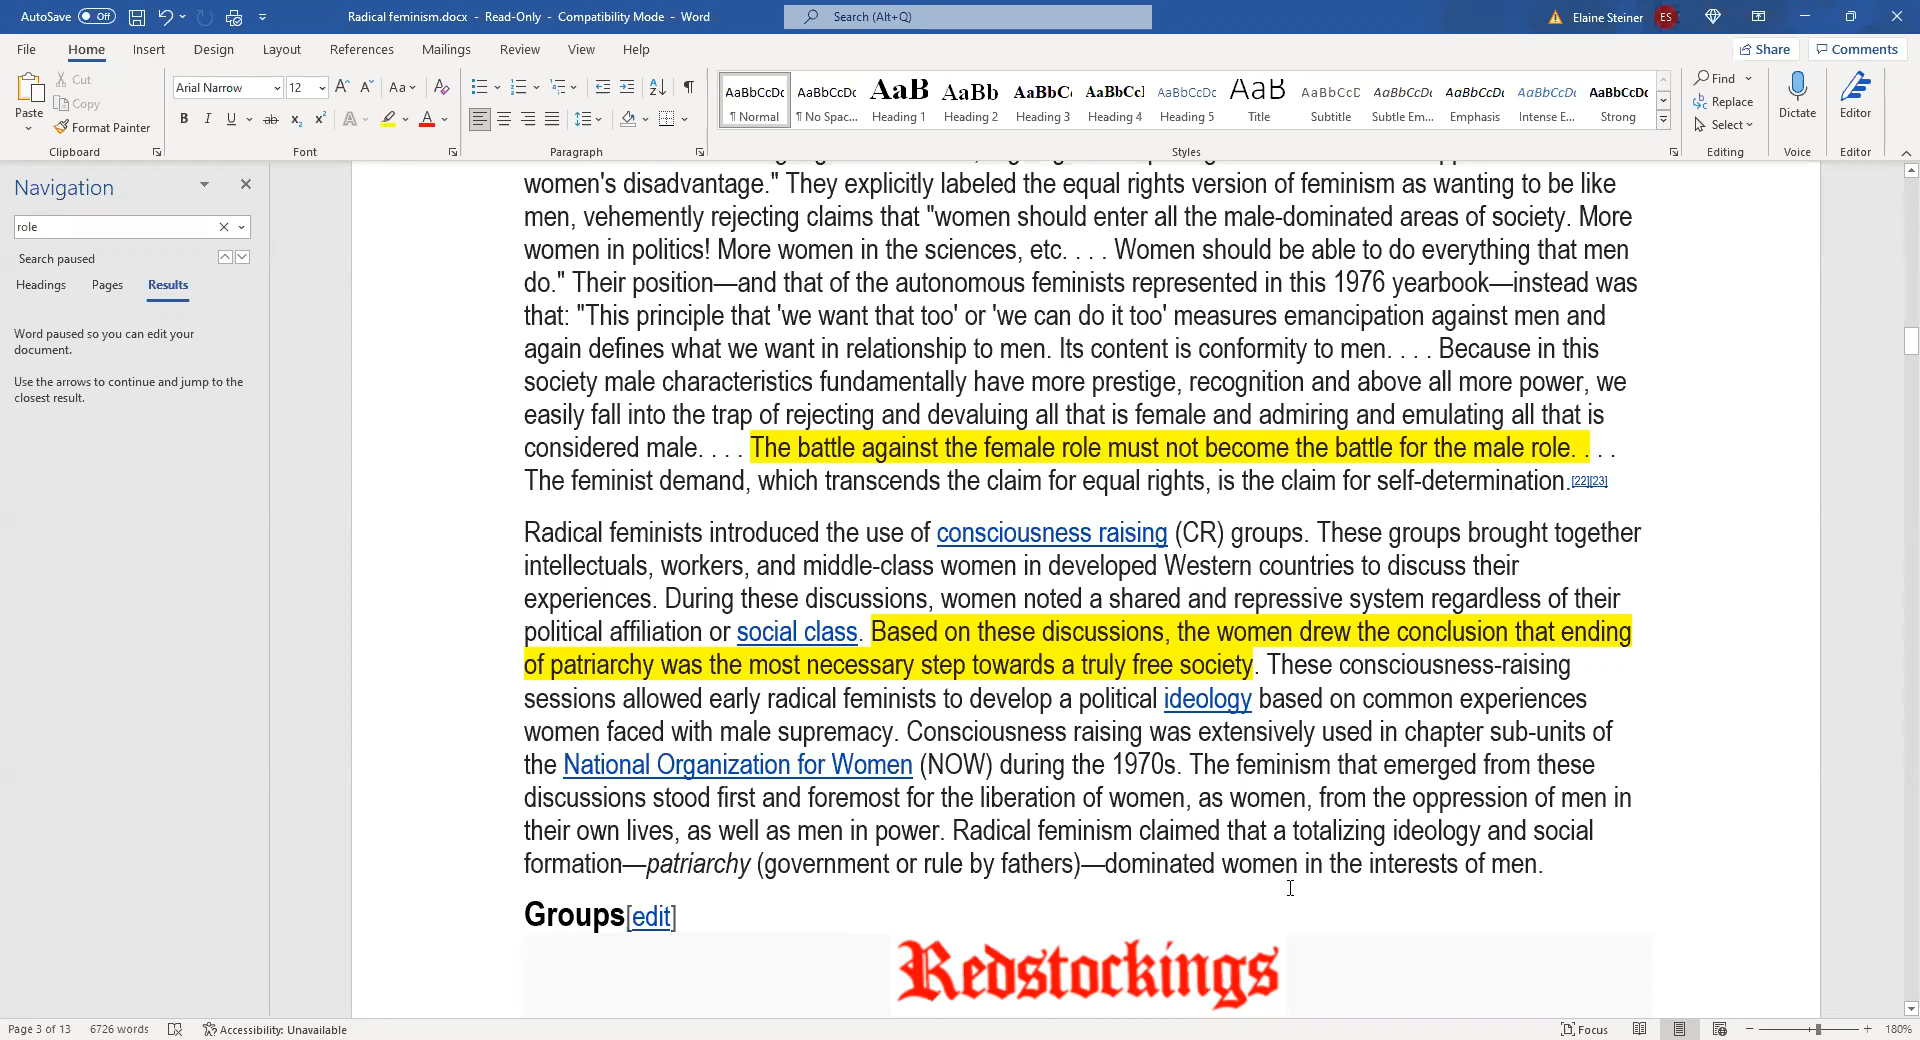 AutoSave Off Radical feminism.docx - Read-Only - Compatibility Mode - Word Search (Alt+Q) Elaine Steiner ES
File Home Insert Design Layout References Mailings Review View Help Share Comments
Paste Cut Copy Format Painter
Clipboard
Arial Narrow 12
Font
Paragraph
AaBbCcDc AaBbCcDc AaB AaBb AaBbC AaBbCcI AaBbCcDc AaB AaBbCcD AaBbCcDc AaBbCcDc AaBbCcDc AaBbCcDc
¶ Normal ¶ No Spac... Heading 1 Heading 2 Heading 3 Heading 4 Heading 5 Title Subtitle Subtle Em... Emphasis Intense E... Strong
Styles
Find
Replace
Select
Editing
Dictate
Voice
Editor
Editor
Navigation
role
Search paused
Headings Pages Results
Word paused so you can edit your
document.
Use the arrows to continue and jump to the
closest result.
women's disadvantage." They explicitly labeled the equal rights version of feminism as wanting to be like
men, vehemently rejecting claims that "women should enter all the male-dominated areas of society. More
women in politics! More women in the sciences, etc. . . . Women should be able to do everything that men
do." Their position—and that of the autonomous feminists represented in this 1976 yearbook—instead was
that: "This principle that 'we want that too' or 'we can do it too' measures emancipation against men and
again defines what we want in relationship to men. Its content is conformity to men. . . . Because in this
society male characteristics fundamentally have more prestige, recognition and above all more power, we
easily fall into the trap of rejecting and devaluing all that is female and admiring and emulating all that is
considered male. . . . The battle against the female role must not become the battle for the male role. . . .
The feminist demand, which transcends the claim for equal rights, is the claim for self-determination.[22][23]
Radical feminists introduced the use of consciousness raising (CR) groups. These groups brought together
intellectuals, workers, and middle-class women in developed Western countries to discuss their
experiences. During these discussions, women noted a shared and repressive system regardless of their
political affiliation or social class. Based on these discussions, the women drew the conclusion that ending
of patriarchy was the most necessary step towards a truly free society. These consciousness-raising
sessions allowed early radical feminists to develop a political ideology based on common experiences
women faced with male supremacy. Consciousness raising was extensively used in chapter sub-units of
the National Organization for Women (NOW) during the 1970s. The feminism that emerged from these
discussions stood first and foremost for the liberation of women, as women, from the oppression of men in
their own lives, as well as men in power. Radical feminism claimed that a totalizing ideology and social
formation—patriarchy (government or rule by fathers)—dominated women in the interests of men.
Groups[edit]
Redstockings
Page 3 of 13 6726 words Accessibility: Unavailable Focus 180%